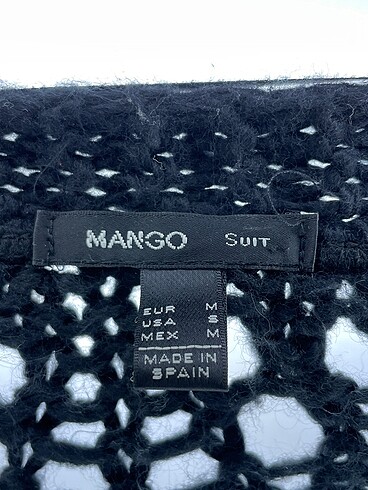 MANGO SUIT
EUR M
USA S
MEX M
MADE IN
SPAIN